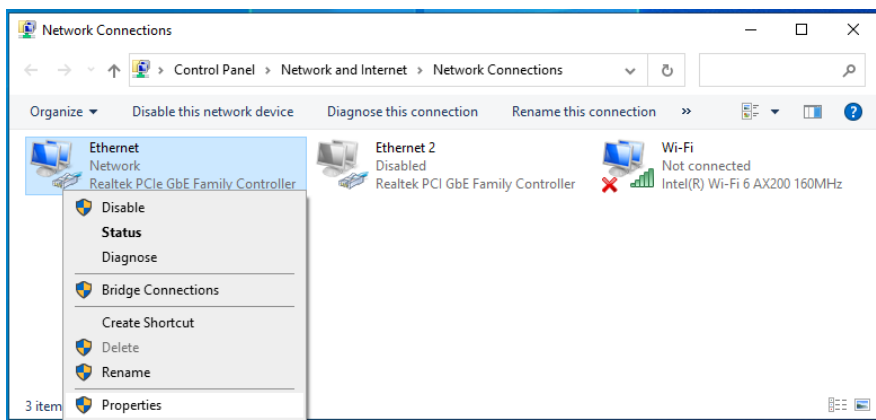 Network Connections
Control Panel > Network and Internet > Network Connections
Organize Disable this network device Diagnose this connection Rename this connection »
Ethernet
Network
Realtek PCIe GbE Family Controller
Ethernet 2
Disabled
Realtek PCI GbE Family Controller
Wi-Fi
Not connected
Intel(R) Wi-Fi 6 AX200 160MHz
Disable
Status
Diagnose
Bridge Connections
Create Shortcut
Delete
Rename
Properties
3 item